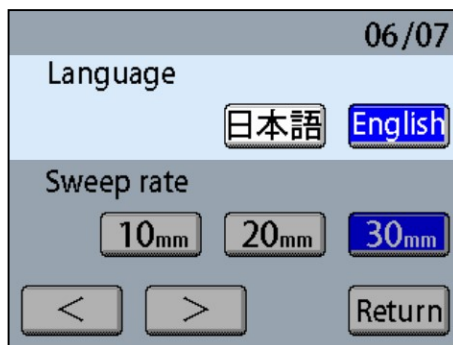 06/07
Language
日本語 English
Sweep rate
10mm 20mm 30mm
< > Return